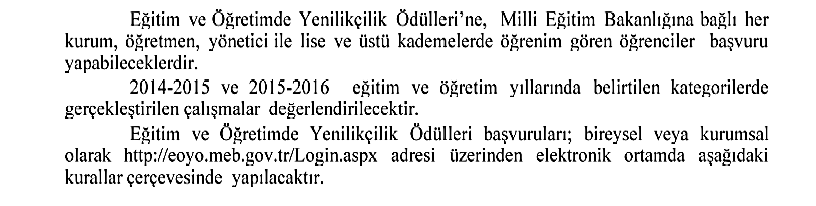 Eğitim ve Öğretimde Yenilikçilik Ödülleri’ne, Milli Eğitim Bakanlığına bağlı her
kurum, öğretmen, yönetici ile lise ve üstü kademelerde öğrenim gören öğrenciler başvuru
yapabileceklerdir.
2014-2015 ve 2015-2016 eğitim ve öğretim yıllarında belirtilen kategorilerde
gerçekleştirilen çalışmalar değerlendirilecektir.
Eğitim ve Öğretimde Yenilikçilik Ödülleri başvuruları; bireysel veya kurumsal
olarak http://eoyo.meb.gov.tr/Login.aspx adresi üzerinden elektronik ortamda aşağıdaki
kurallar çerçevesinde yapılacaktır.